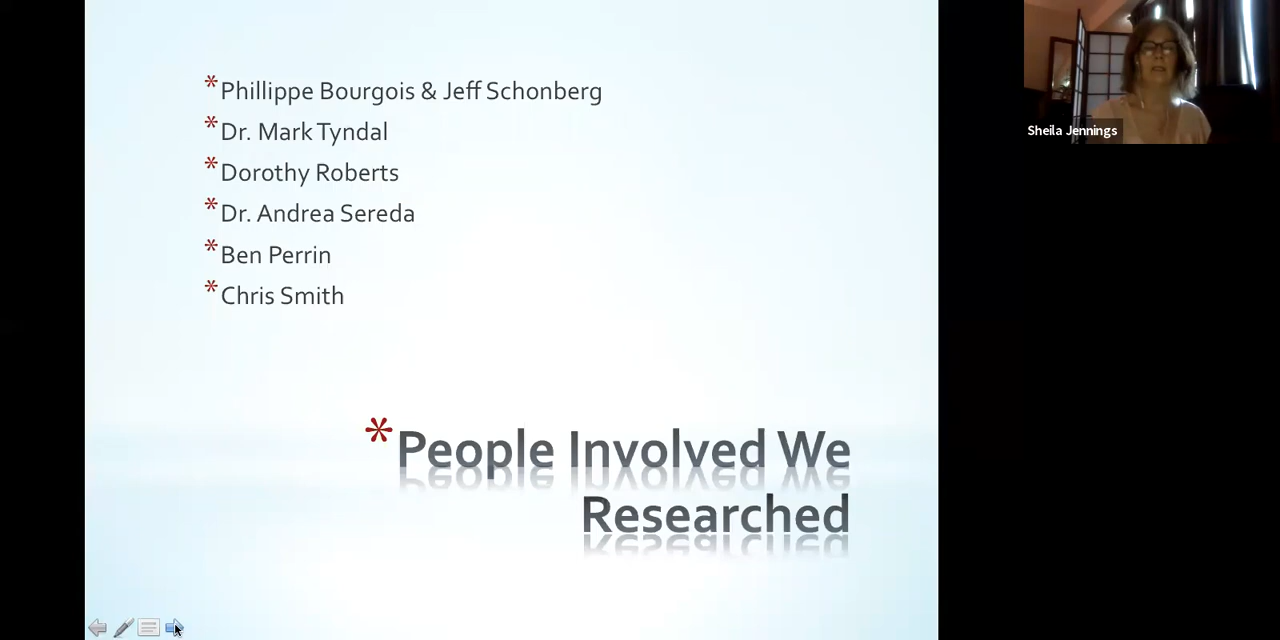 *Phillippe Bourgois & Jeff Schonberg
*Dr. Mark Tyndal
*Dorothy Roberts
*Dr. Andrea Sereda
*Ben Perrin
*Chris Smith
*People Involved We
Researched
Sheila Jennings